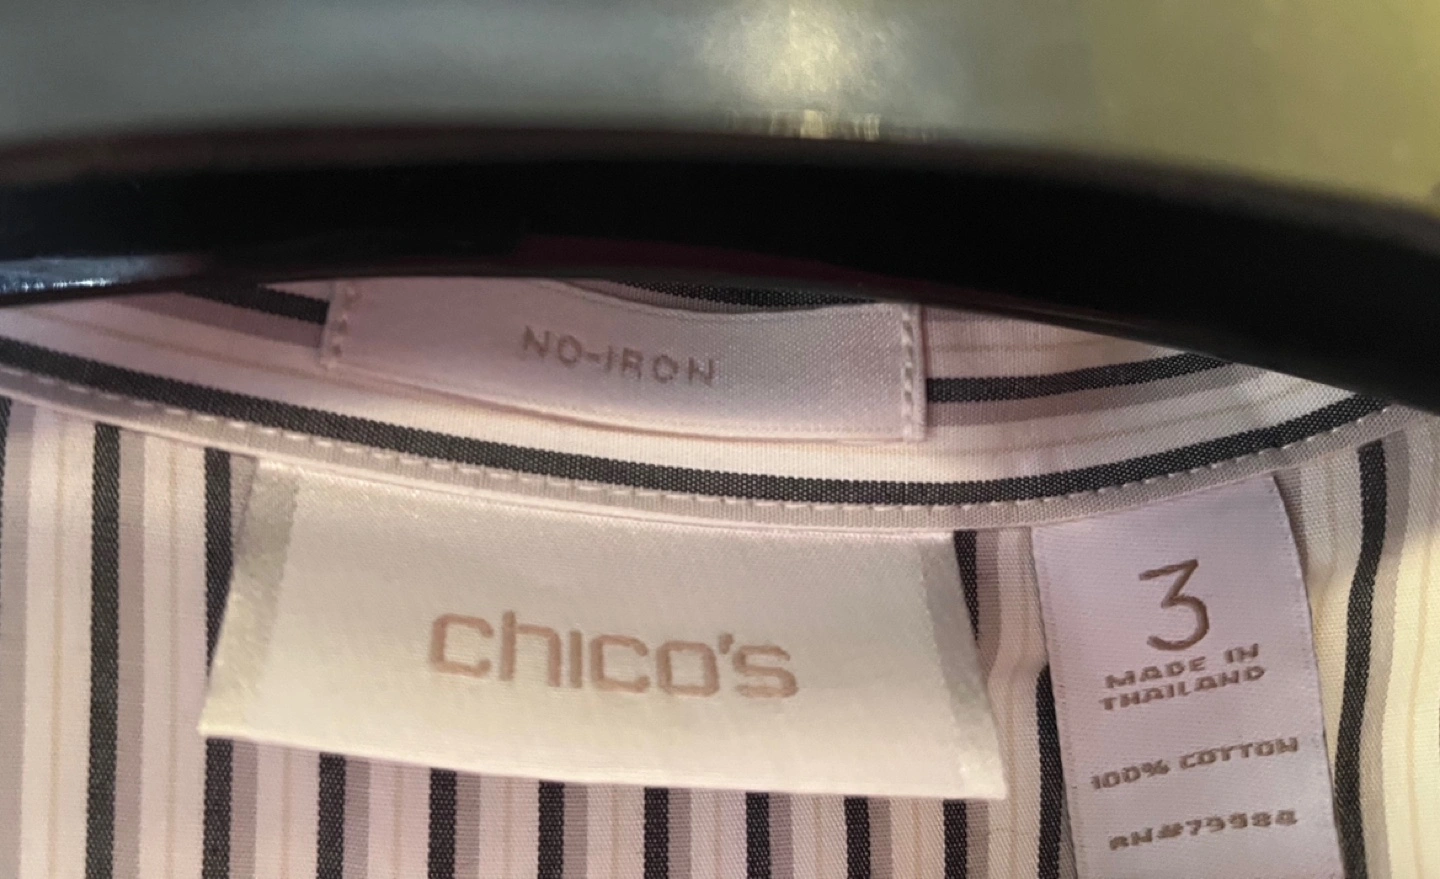 NO-IRON
chico's
3
MADE IN
THAILAND
100% COTTON
RN#79984